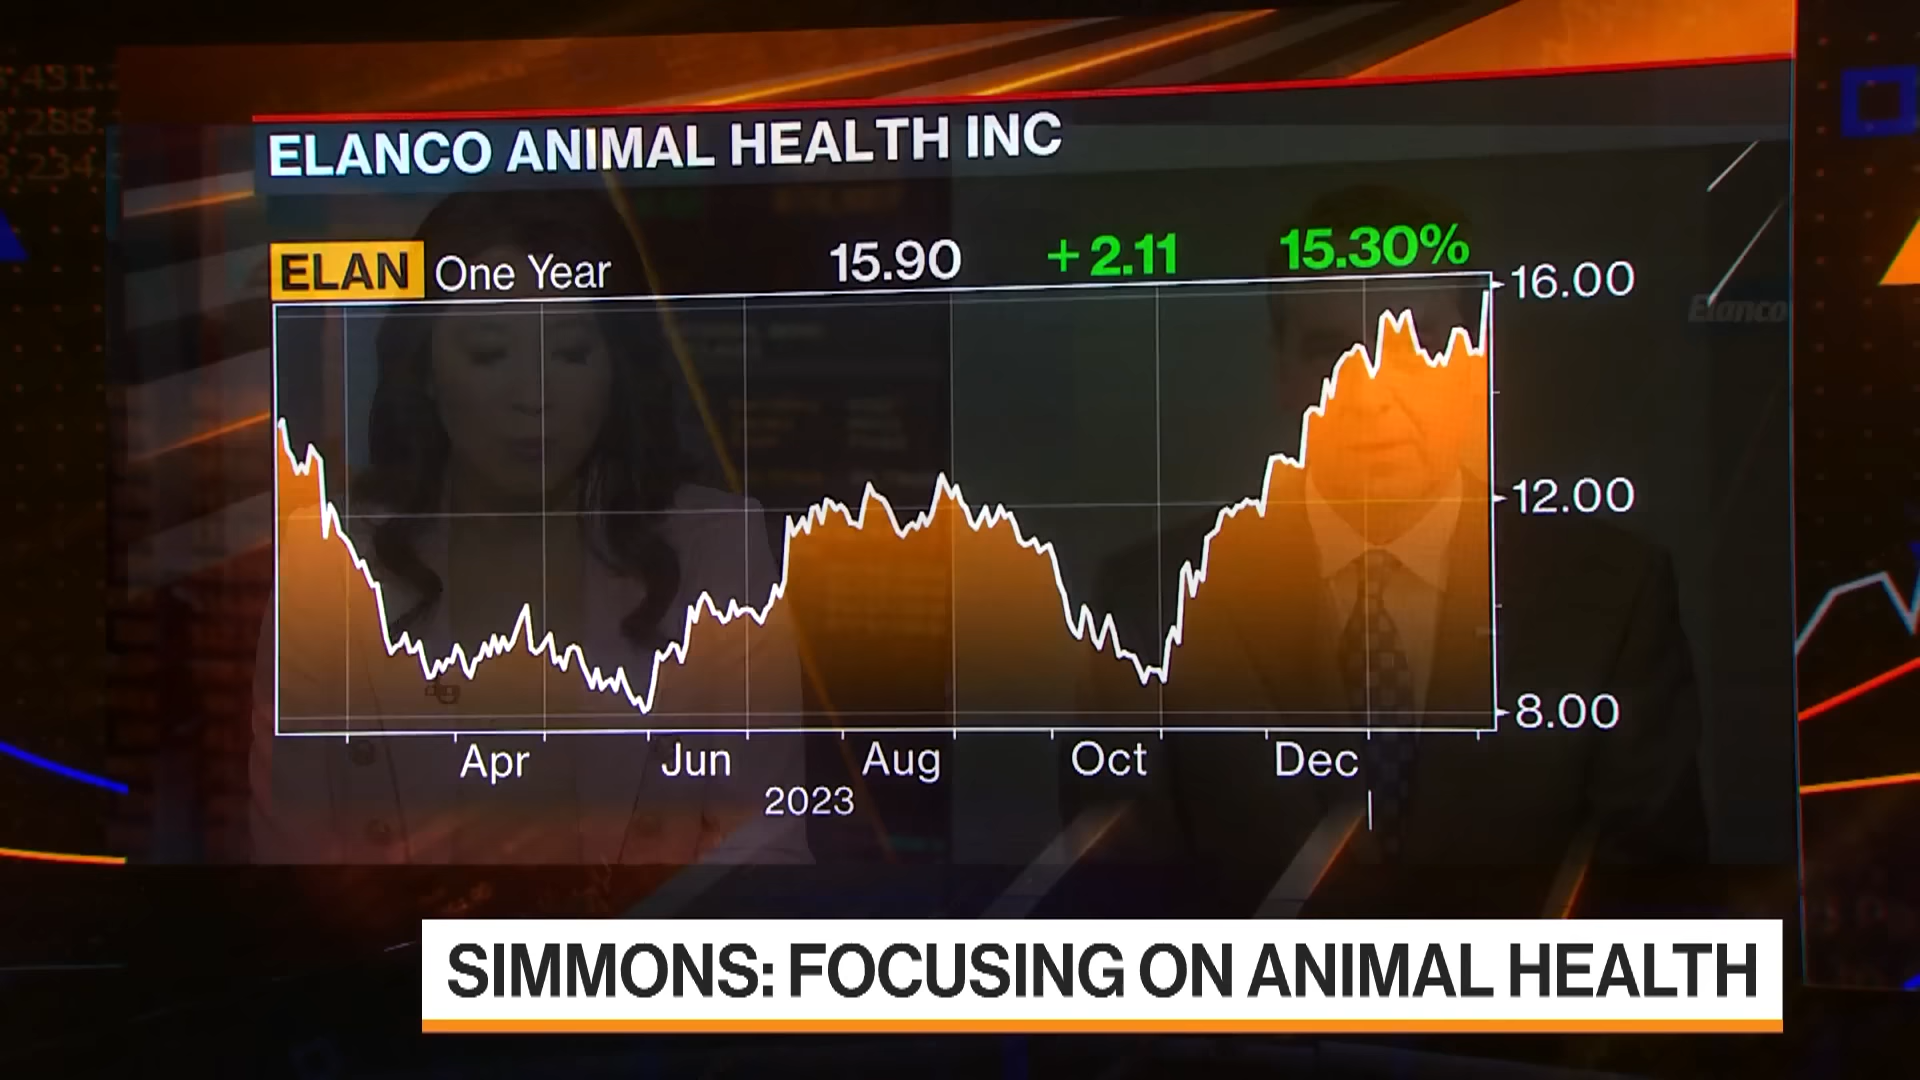 ELANCO ANIMAL HEALTH INC
ELAN One Year 15.90 +2.11 15.30%
16.00
Elanco
12.00
8.00
Apr Jun Aug Oct Dec
2023
SIMMONS: FOCUSING ON ANIMAL HEALTH